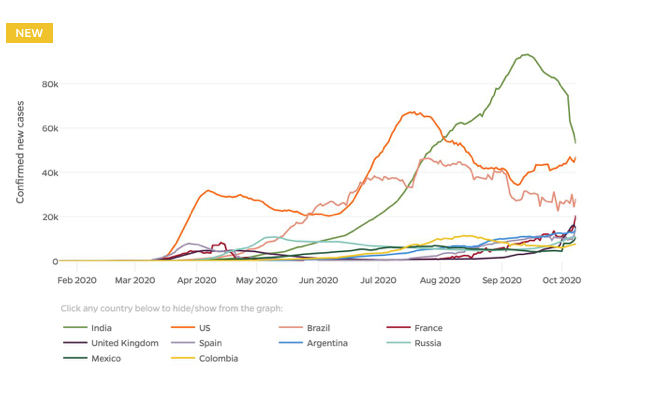 NEW
Confirmed new cases
80k
60k
40k
20k
0
Feb 2020 Mar 2020 Apr 2020 May 2020 Jun 2020 Jul 2020 Aug 2020 Sep 2020 Oct 2020
Click any country below to hide/show from the graph:
India US Brazil France
United Kingdom Spain Argentina Russia
Mexico Colombia